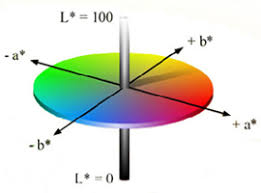 L* = 100
- a*
+ b*
- b*
+ a*
L* = 0